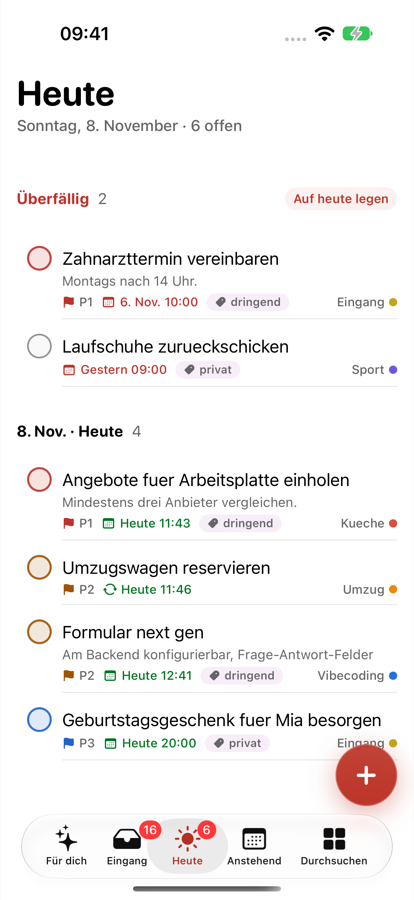 09:41
Heute
Sonntag, 8. November · 6 offen
Überfällig 2 Auf heute legen
Zahnarzttermin vereinbaren
Montags nach 14 Uhr.
P1 6. Nov. 10:00 dringend Eingang
Laufschuhe zurueckschicken
Gestern 09:00 privat Sport
8. Nov. · Heute 4
Angebote fuer Arbeitsplatte einholen
Mindestens drei Anbieter vergleichen.
P1 Heute 11:43 dringend Kueche
Umzugswagen reservieren
P2 Heute 11:46 Umzug
Formular next gen
Am Backend konfigurierbar, Frage-Antwort-Felder
P2 Heute 12:41 dringend Vibecoding
Geburtstagsgeschenk fuer Mia besorgen
P3 Heute 20:00 privat Eingang
16 6
Für dich Eingang Heute Anstehend Durchsuchen